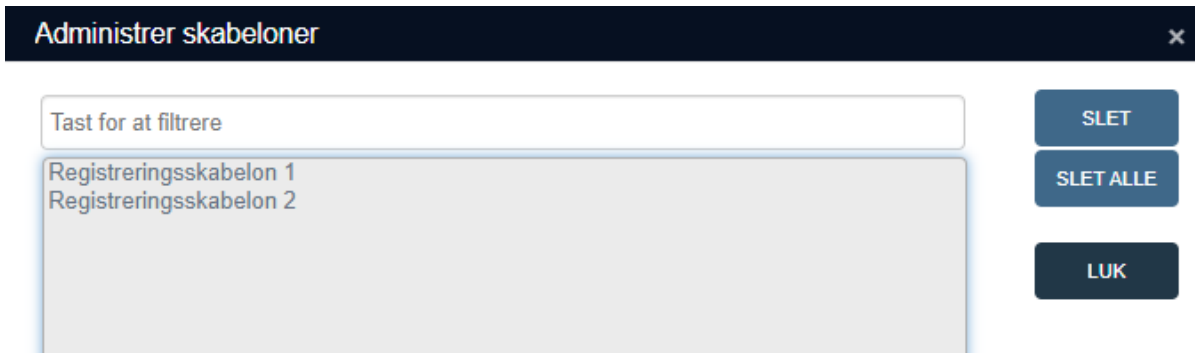 Administrer skabeloner
×
Tast for at filtrere
SLET
Registreringsskabelon 1
Registreringsskabelon 2
SLET ALLE
LUK